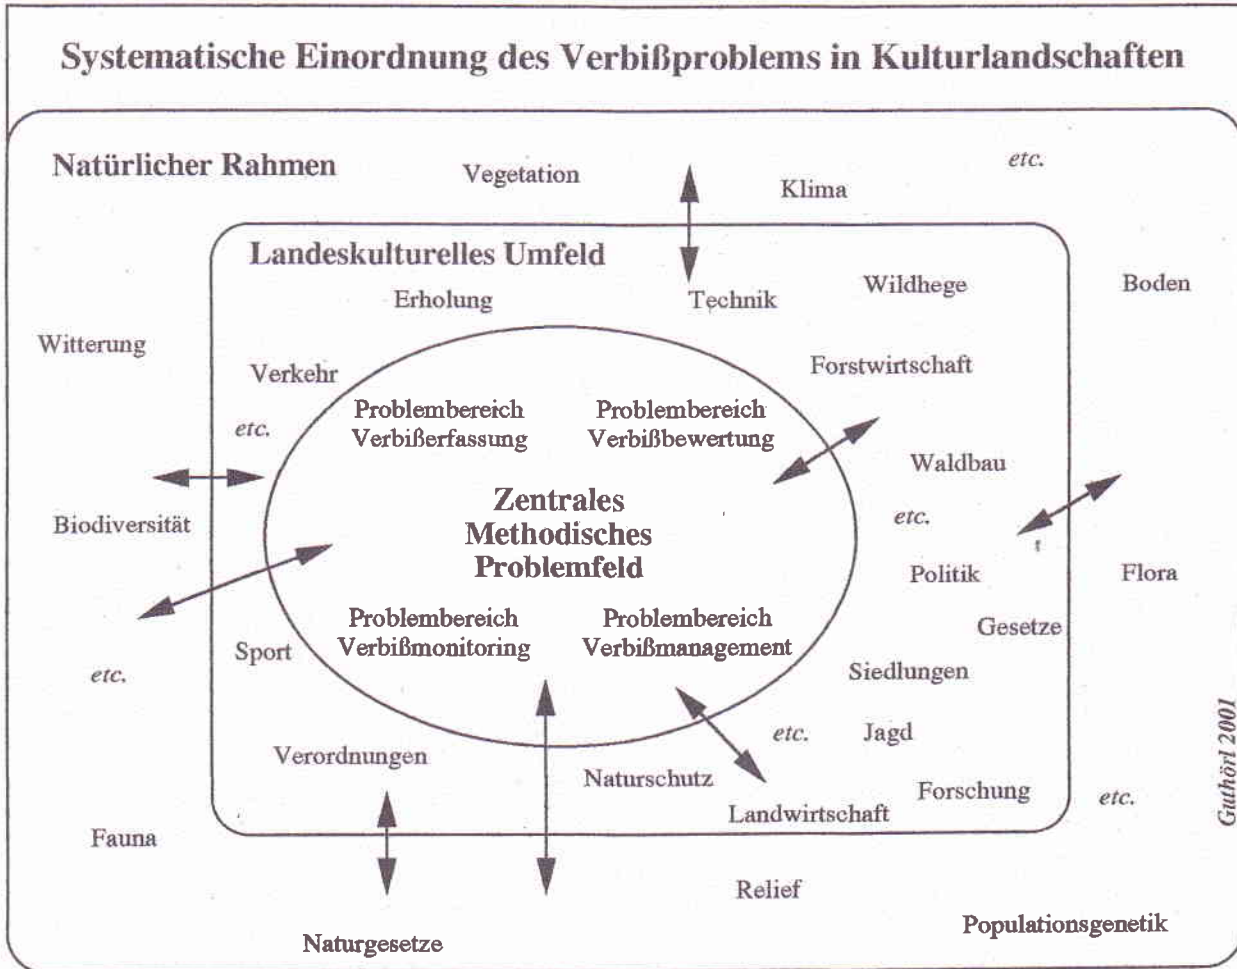 Systematische Einordnung des Verbißproblems in Kulturlandschaften
Natürlicher Rahmen
Vegetation
Klima
etc.
Landeskulturelles Umfeld
Erholung
Technik
Wildhege
Boden
Witterung
Verkehr
Forstwirtschaft
etc.
Problembereich
Verbißerfassung
Problembereich
Verbißbewertung
Waldbau
Zentrales
Methodisches
Problemfeld
etc.
Biodiversität
Politik
Flora
Problembereich
Verbißmonitoring
Problembereich
Verbißmanagement
Gesetze
Sport
etc.
Siedlungen
etc.
Jagd
Verordnungen
Naturschutz
Landwirtschaft
Forschung
etc.
Guthörl 2001
Fauna
Relief
Populationsgenetik
Naturgesetze